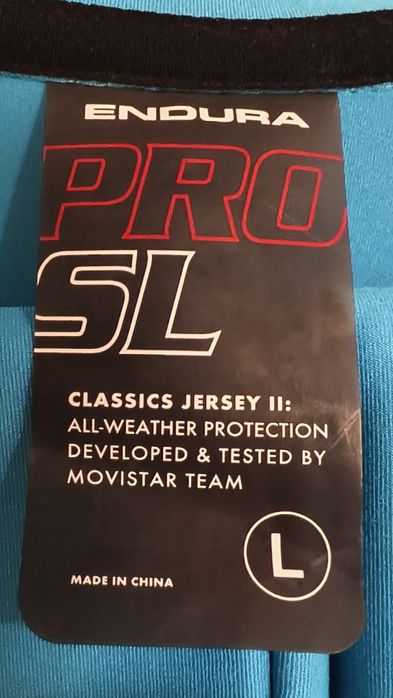 ENDURA
PRO
SL
CLASSICS JERSEY II:
ALL-WEATHER PROTECTION
DEVELOPED & TESTED BY
MOVISTAR TEAM
L
MADE IN CHINA